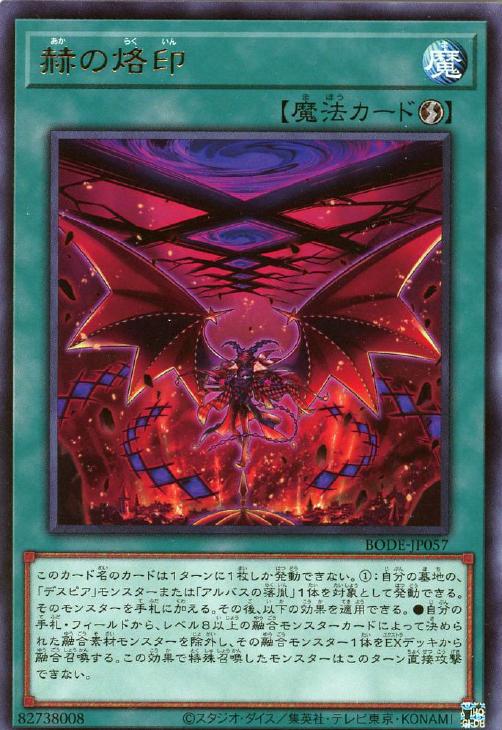 赫の烙印
魔
【魔法カード】
BODE-JP057
このカード名のカードは1ターンに1枚しか発動できない。①:自分の墓地の、
「デスピア」モンスターまたは「アルバスの落胤」1体を対象として発動できる。
そのモンスターを手札に加える。その後、以下の効果を適用できる。●自分の
手札・フィールドから、レベル8以上の融合モンスターカードによって決めら
れた融合素材モンスターを除外し、その融合モンスター1体をEXデッキから
融合召喚する。この効果で特殊召喚したモンスターはこのターン直接攻撃
できない。
82738008 ©スタジオ・ダイス/集英社・テレビ東京・KONAMI